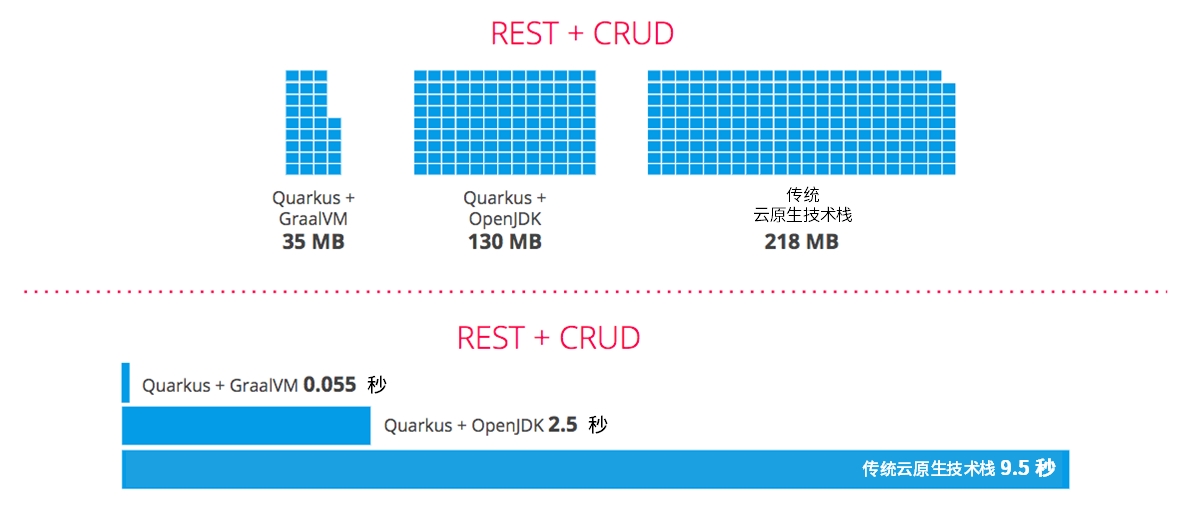 REST + CRUD
Quarkus +
GraalVM
35 MB
Quarkus +
OpenJDK
130 MB
传统
云原生技术栈
218 MB
REST + CRUD
Quarkus + GraalVM 0.055 秒
Quarkus + OpenJDK 2.5 秒
传统云原生技术栈 9.5 秒